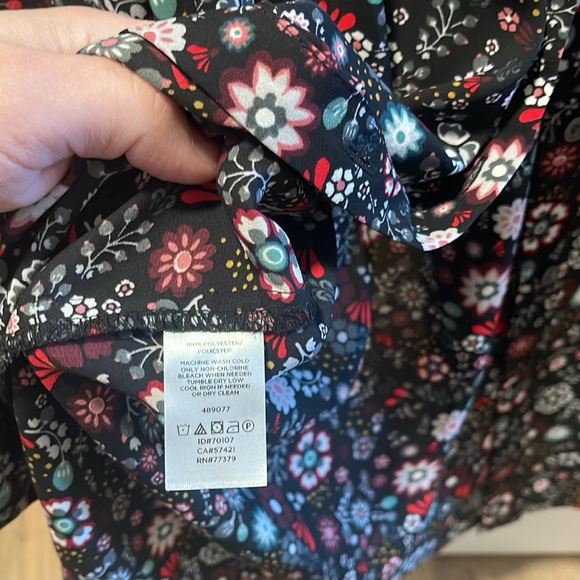 100% POLYESTER/
POLIESTER
MACHINE WASH COLD
ONLY NON-CHLORINE
BLEACH WHEN NEEDED
TUMBLE DRY LOW
COOL IRON IF NEEDED
OR DRY CLEAN
489077
ID#70107
CA#57421
RN#77379